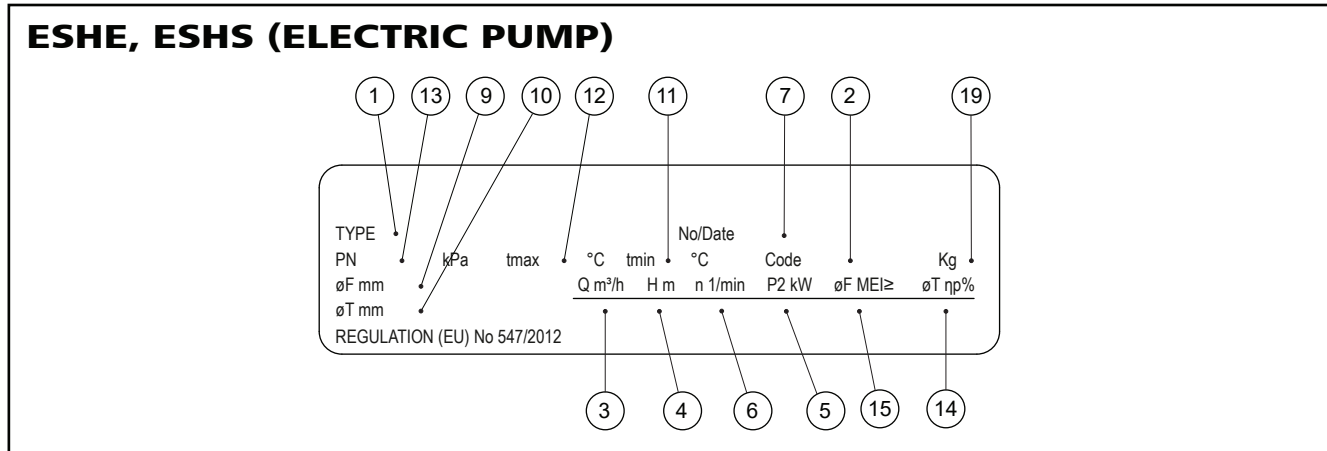 ESHE, ESHS (ELECTRIC PUMP)
1 13 9 10 12 11 7 2 19
TYPE No/Date
PN kPa tmax °C tmin °C Code Kg
øF mm Q m³/h H m n 1/min P2 kW øF MEI≥ øT ηp%
øT mm
REGULATION (EU) No 547/2012
3 4 6 5 15 14